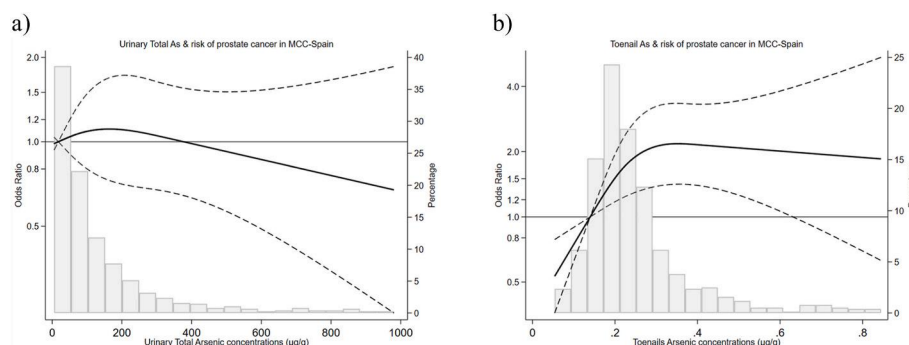 a)
Urinary Total As & risk of prostate cancer in MCC-Spain
2.0
1.5
1.2
1.0
0.8
0.5
Odds Ratio
40
35
30
25
20
15
10
5
0
Percentage
0 200 400 600 800 1000
Urinary Total Arsenic concentrations (µg/g)
b)
Toenail As & risk of prostate cancer in MCC-Spain
4.0
2.0
1.5
1.2
1.0
0.8
0.5
Odds Ratio
25
20
15
10
5
0
0 .2 .4 .6 .8
Toenails Arsenic concentrations (µg/g)